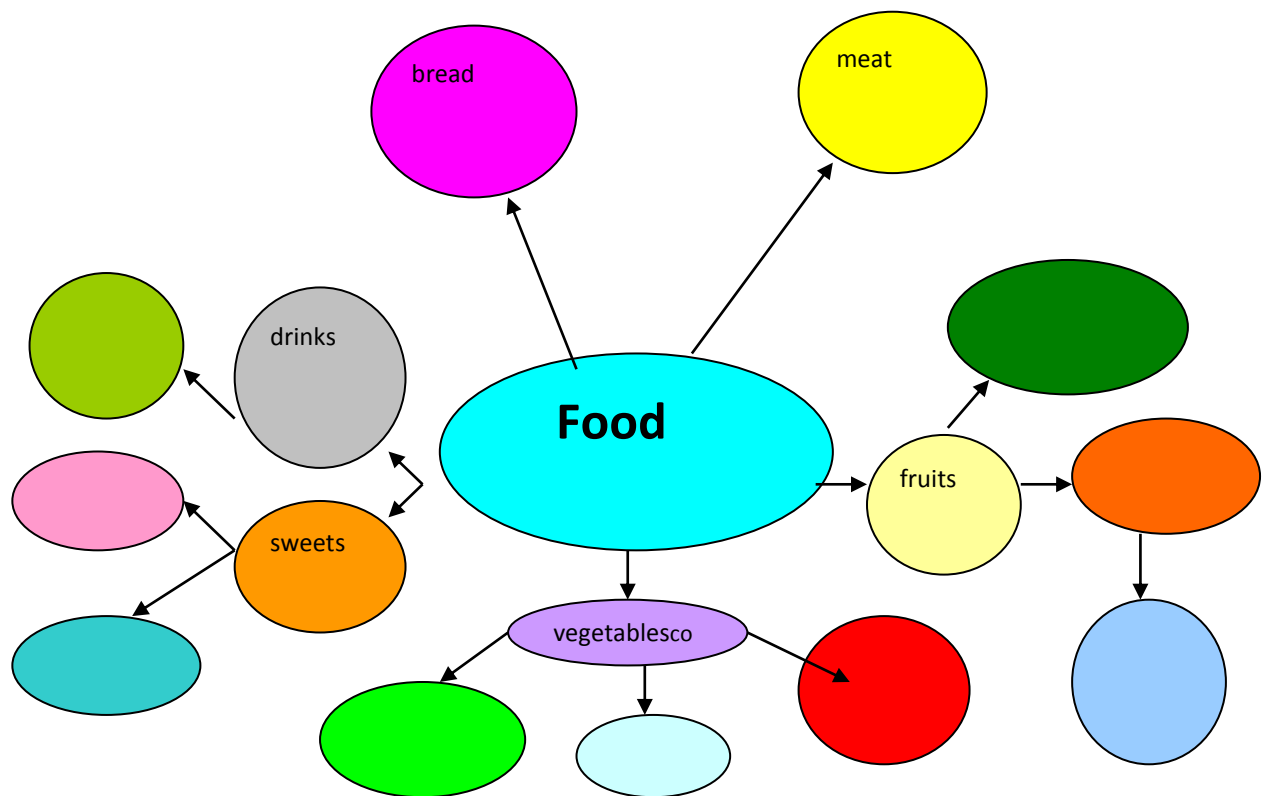 bread
meat
drinks
Food
fruits
sweets
vegetablesco